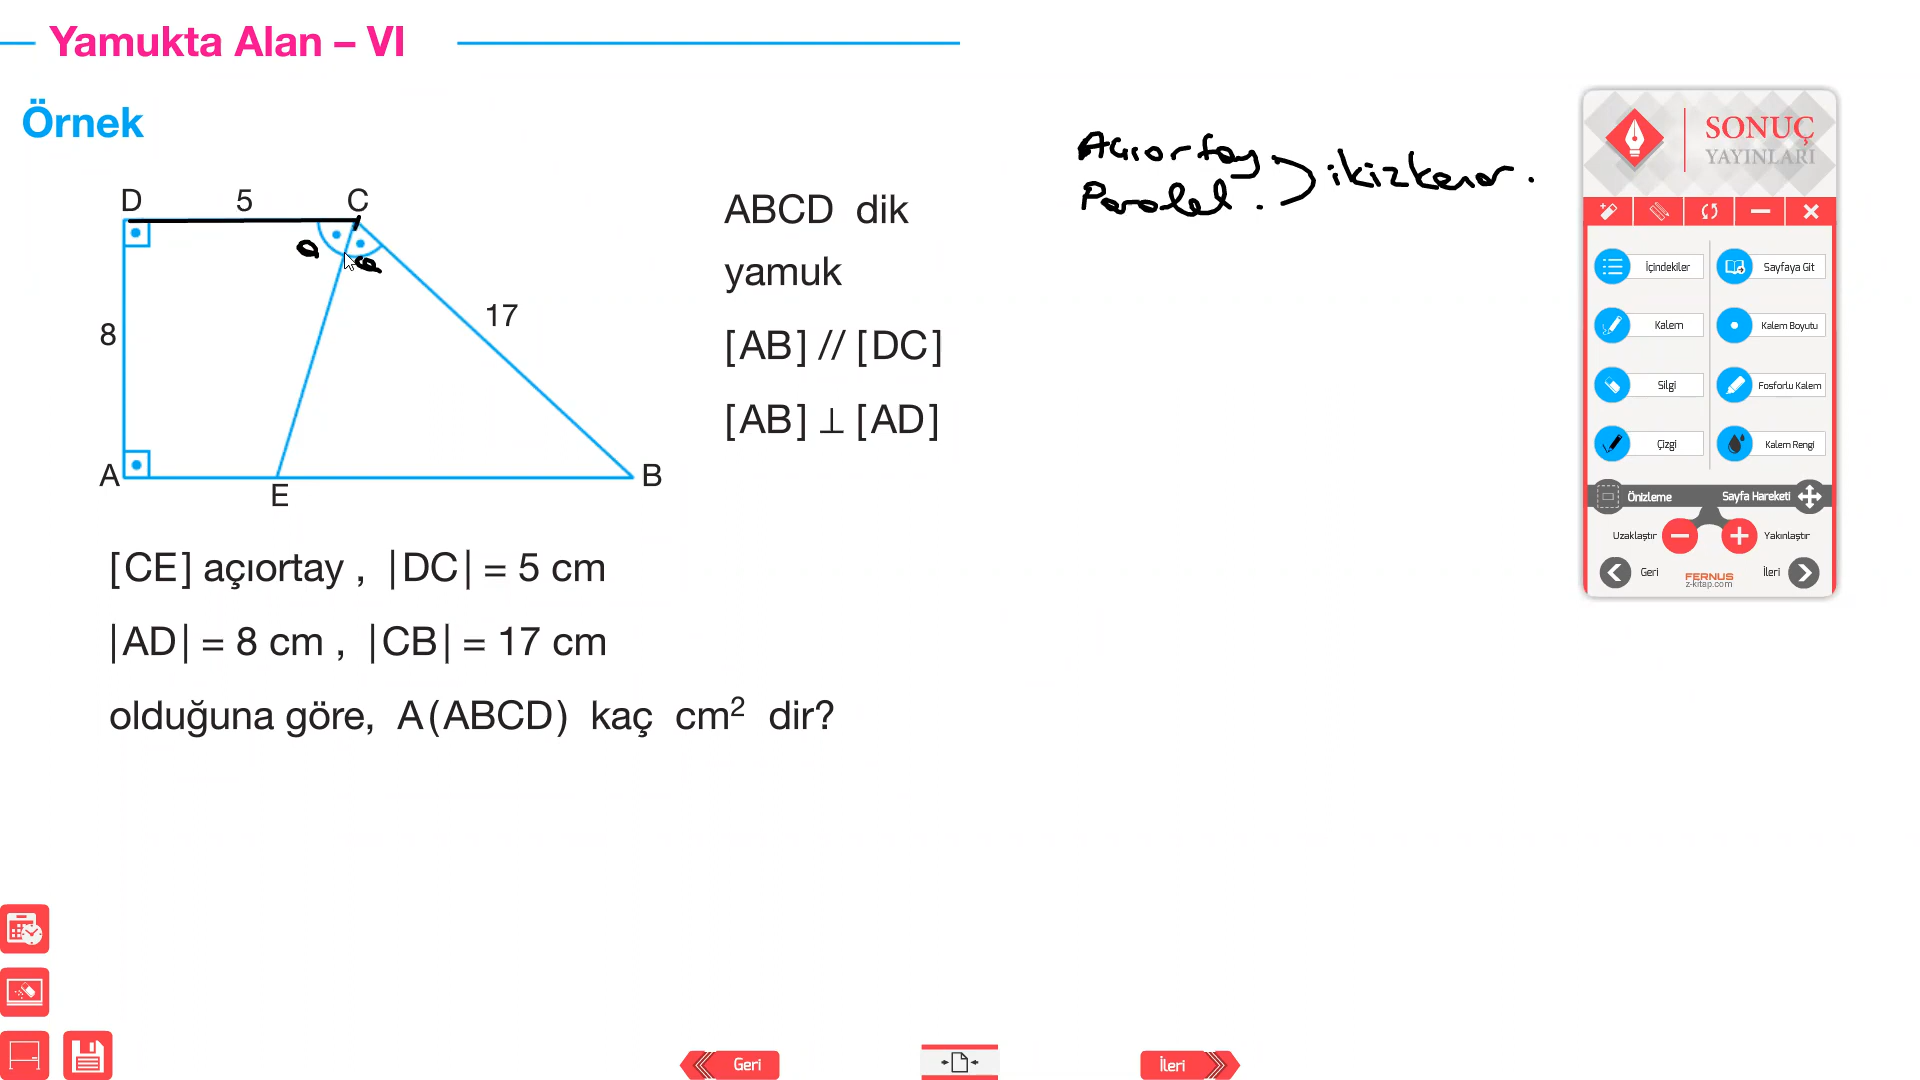 Yamukta Alan – VI
Örnek
Açıortay
Paralel.
ikizkenar.
D 5 C
a
8
17
A
E
B
ABCD dik
yamuk
[AB] // [DC]
[AB] ⊥ [AD]
[CE] açıortay , |DC| = 5 cm
|AD| = 8 cm , |CB| = 17 cm
olduğuna göre, A(ABCD) kaç cm² dir?
SONUÇ
YAYINLARI
İçindekiler
Sayfaya Git
Kalem
Kalem Boyutu
Silgi
Fosforlu Kalem
Çizgi
Kalem Rengi
Önizleme
Sayfa Hareketi
Uzaklaştır
Yakınlaştır
Geri
FERNUS
z-kitap.com
İleri
Geri
İleri